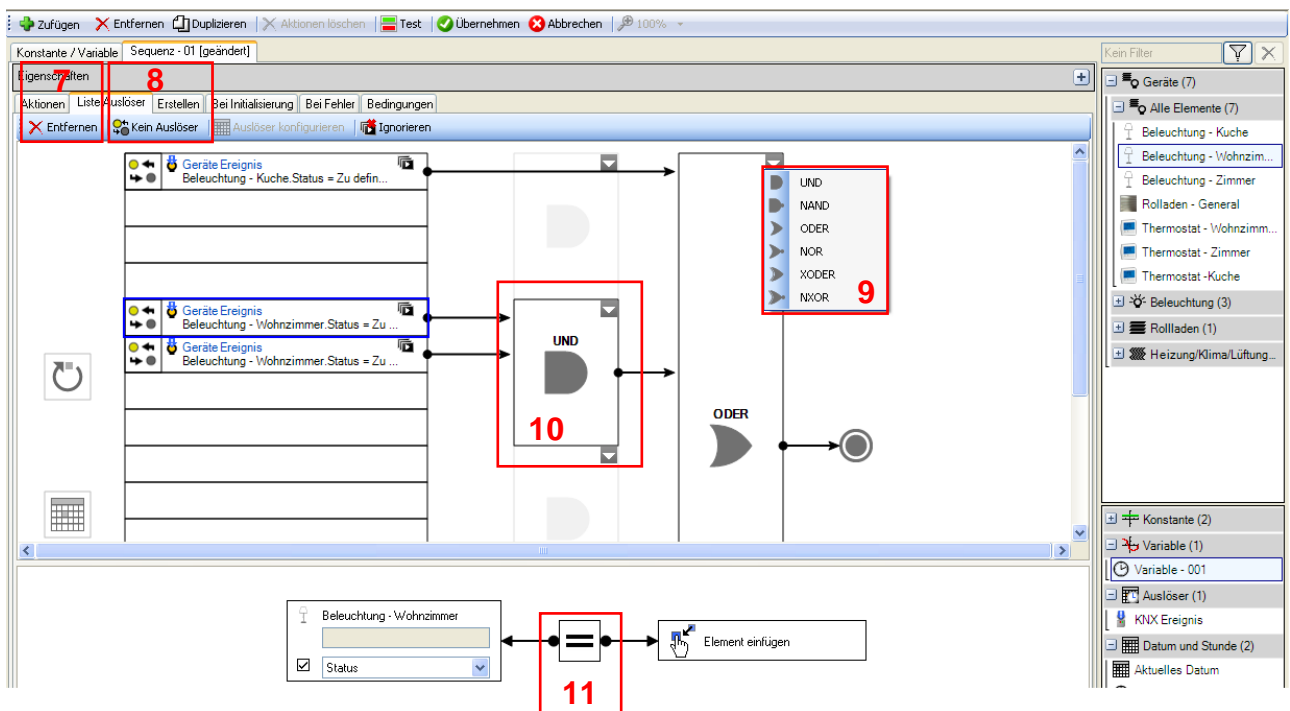 Zufügen Entfernen Duplizieren Aktionen löschen Test Übernehmen Abbrechen 100%
Konstante / Variable Sequenz - 01 [geändert]
Kein Filter
Eigenschaften
7 8
Aktionen Liste Auslöser Erstellen Bei Initialisierung Bei Fehler Bedingungen
Entfernen Kein Auslöser Auslöser konfigurieren Ignorieren
Geräte Ereignis
Beleuchtung - Kuche.Status = Zu defin...
UND
NAND
ODER
NOR
XODER
NXOR
9
Geräte Ereignis
Beleuchtung - Wohnzimmer.Status = Zu ...
Geräte Ereignis
Beleuchtung - Wohnzimmer.Status = Zu ...
UND
10
ODER
Beleuchtung - Wohnzimmer
Status
Element einfügen
11
Geräte (7)
Alle Elemente (7)
Beleuchtung - Kuche
Beleuchtung - Wohnzim...
Beleuchtung - Zimmer
Rolladen - General
Thermostat - Wohnzimm...
Thermostat - Zimmer
Thermostat -Kuche
Beleuchtung (3)
Rollladen (1)
Heizung/Klima/Lüftung...
Konstante (2)
Variable (1)
Variable - 001
Auslöser (1)
KNX Ereignis
Datum und Stunde (2)
Aktuelles Datum